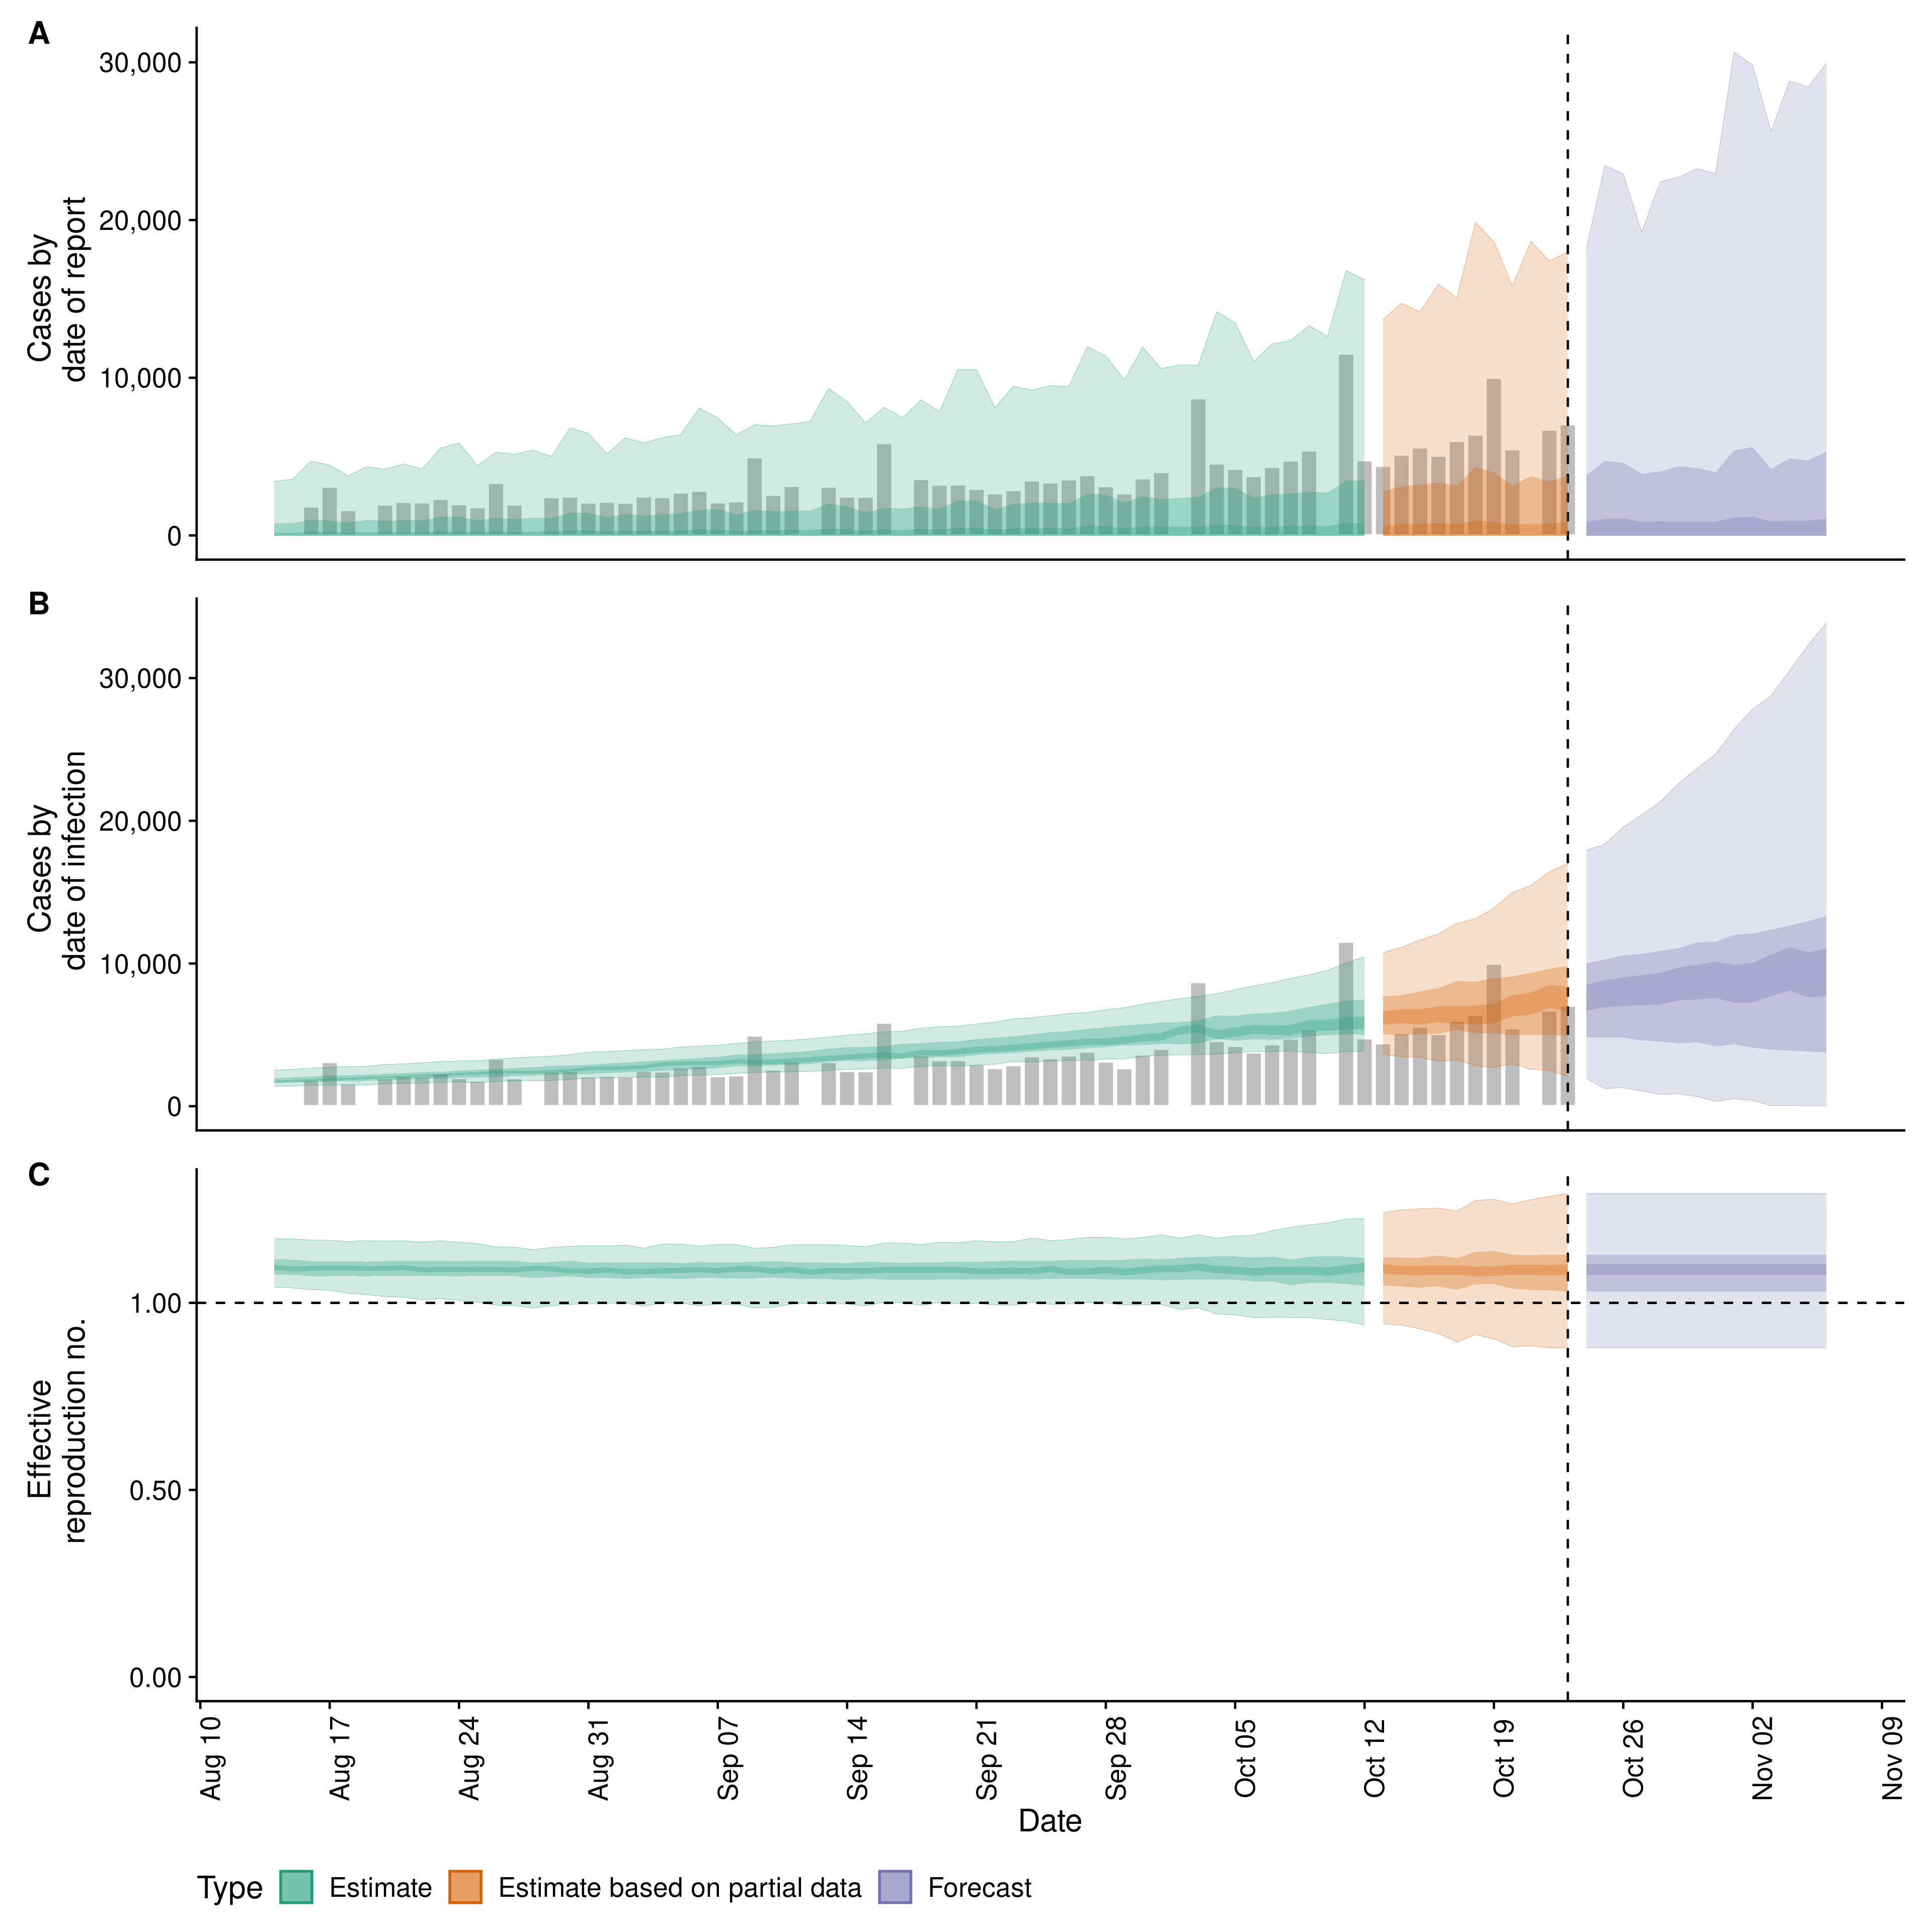 A
30,000
20,000
10,000
0
Cases by
date of report
B
30,000
20,000
10,000
0
Cases by
date of infection
C
1.00
0.50
0.00
Effective
reproduction no.
Aug 10
Aug 17
Aug 24
Aug 31
Sep 07
Sep 14
Sep 21
Sep 28
Oct 05
Oct 12
Oct 19
Oct 26
Nov 02
Nov 09
Date
Type Estimate Estimate based on partial data Forecast